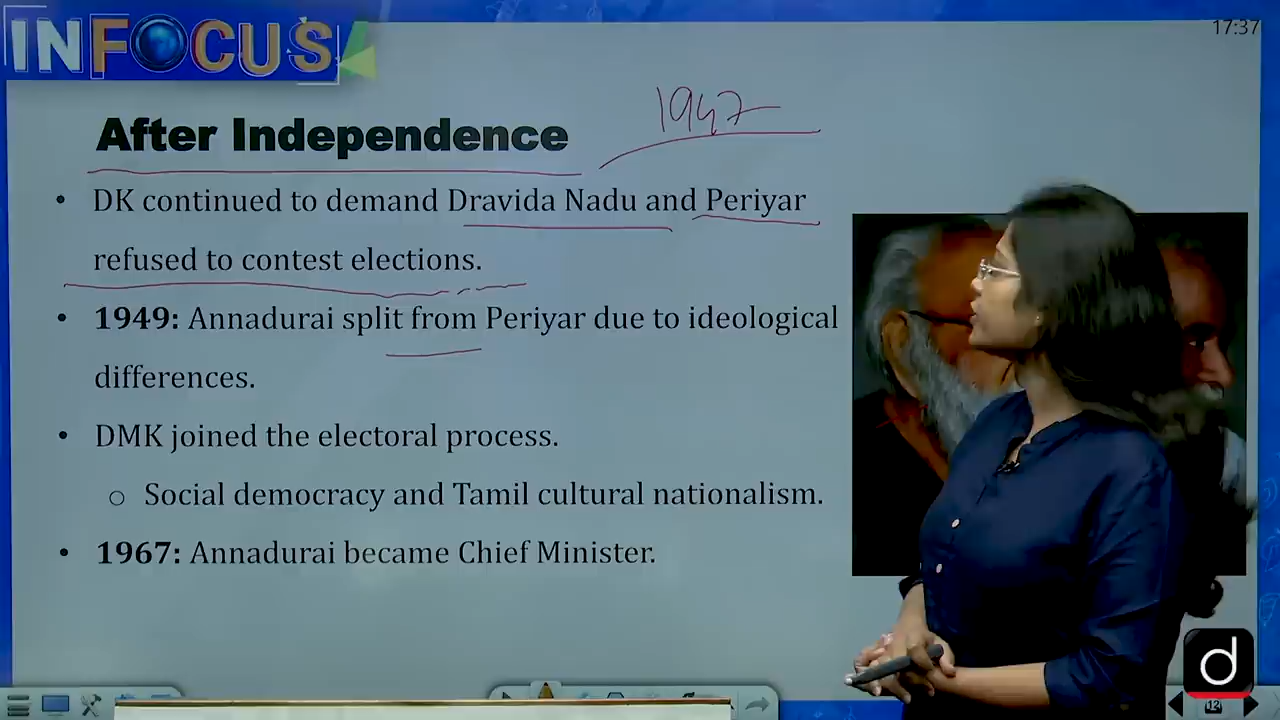 INFOCUS
17:37
1947
After Independence
• DK continued to demand Dravida Nadu and Periyar
refused to contest elections.
• 1949: Annadurai split from Periyar due to ideological
differences.
• DMK joined the electoral process.
o Social democracy and Tamil cultural nationalism.
• 1967: Annadurai became Chief Minister.
d
12